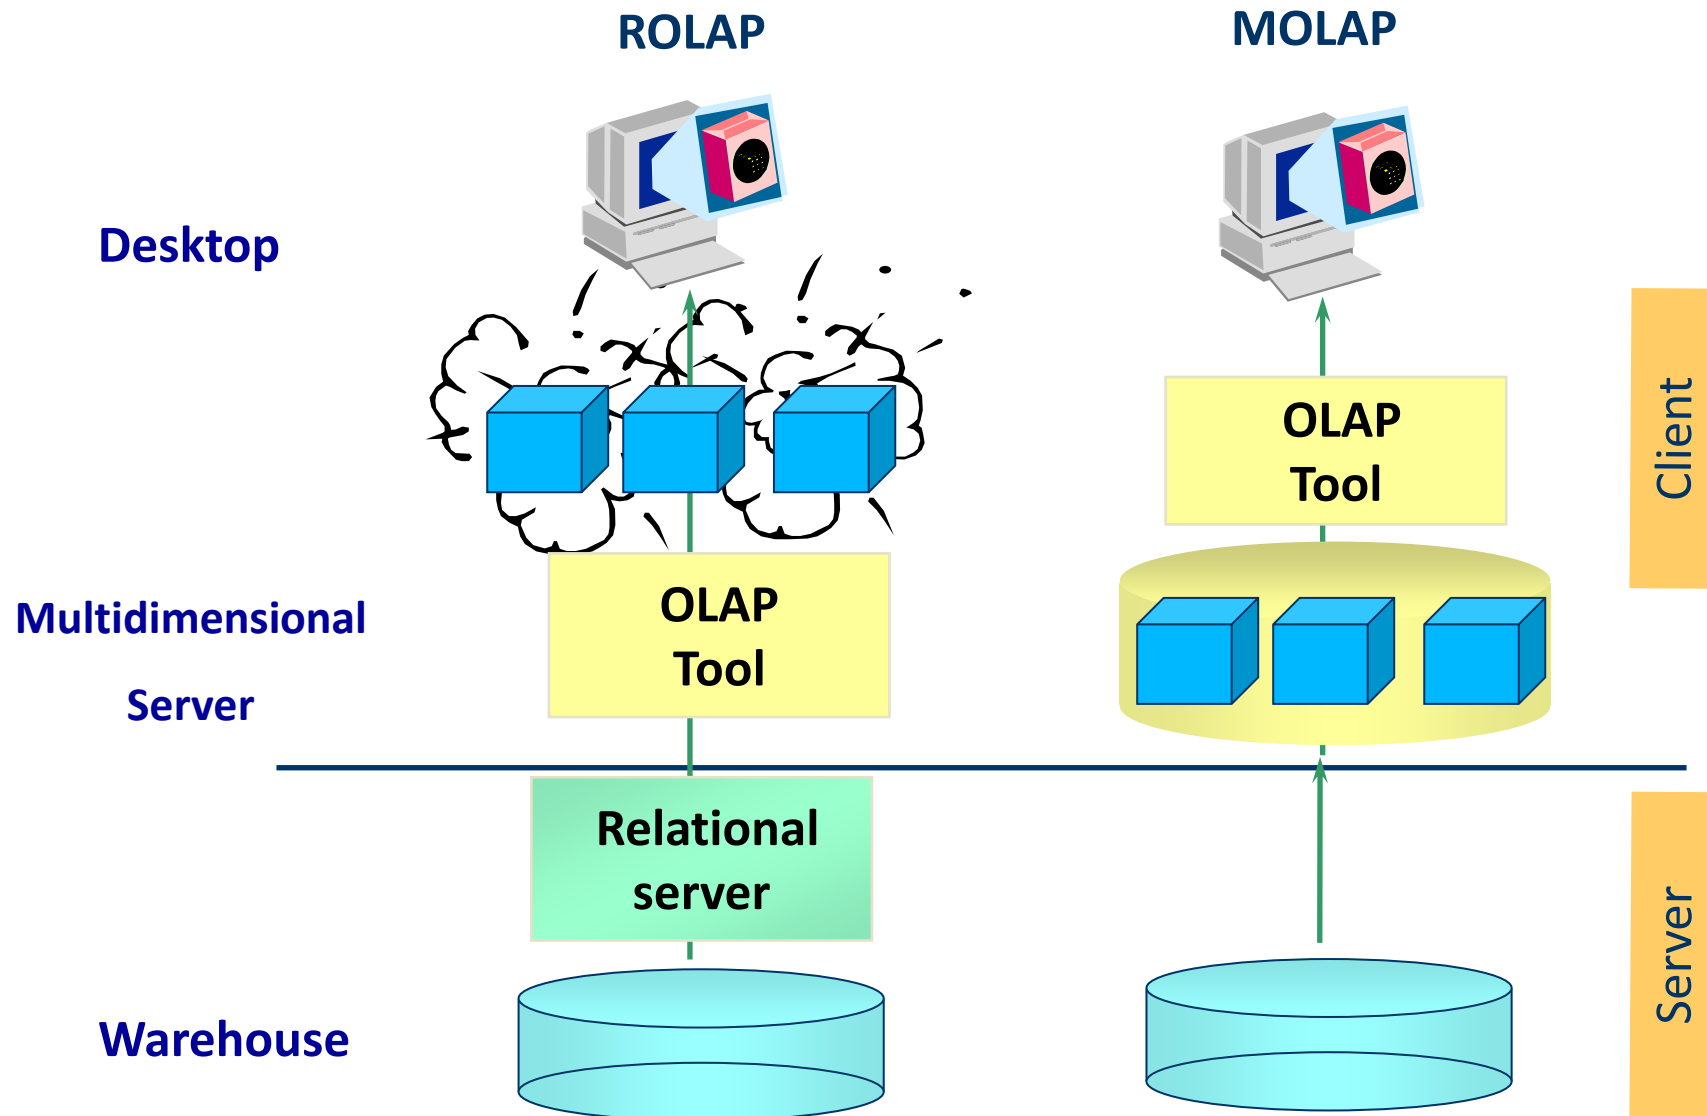 ROLAP
MOLAP
Desktop
Client
OLAP
Tool
Multidimensional
Server
OLAP
Tool
Relational
server
Server
Warehouse